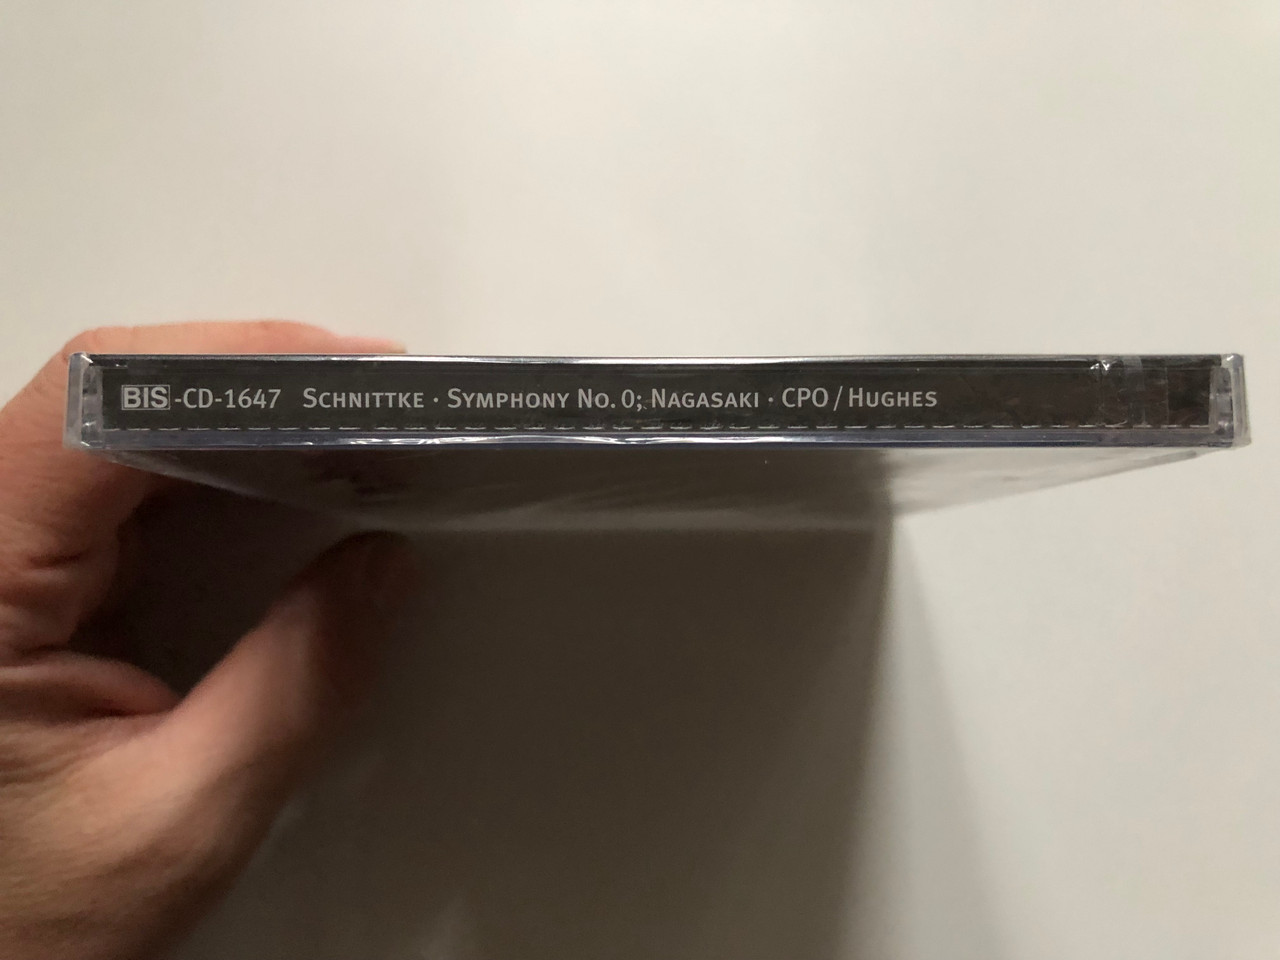 BIS-CD-1647 SCHNITTKE · SYMPHONY NO. 0; NAGASAKI · CPO / HUGHES